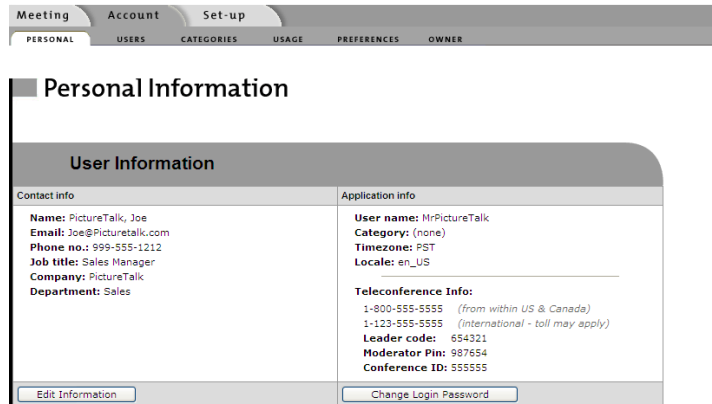 Meeting Account Set-up
PERSONAL USERS CATEGORIES USAGE PREFERENCES OWNER
Personal Information
User Information
Contact info
Name: PictureTalk, Joe
Email: Joe@Picturetalk.com
Phone no.: 999-555-1212
Job title: Sales Manager
Company: PictureTalk
Department: Sales
Edit Information
Application info
User name: MrPictureTalk
Category: (none)
Timezone: PST
Locale: en_US
Teleconference Info:
1-800-555-5555 (from within US & Canada)
1-123-555-5555 (international - toll may apply)
Leader code: 654321
Moderator Pin: 987654
Conference ID: 555555
Change Login Password